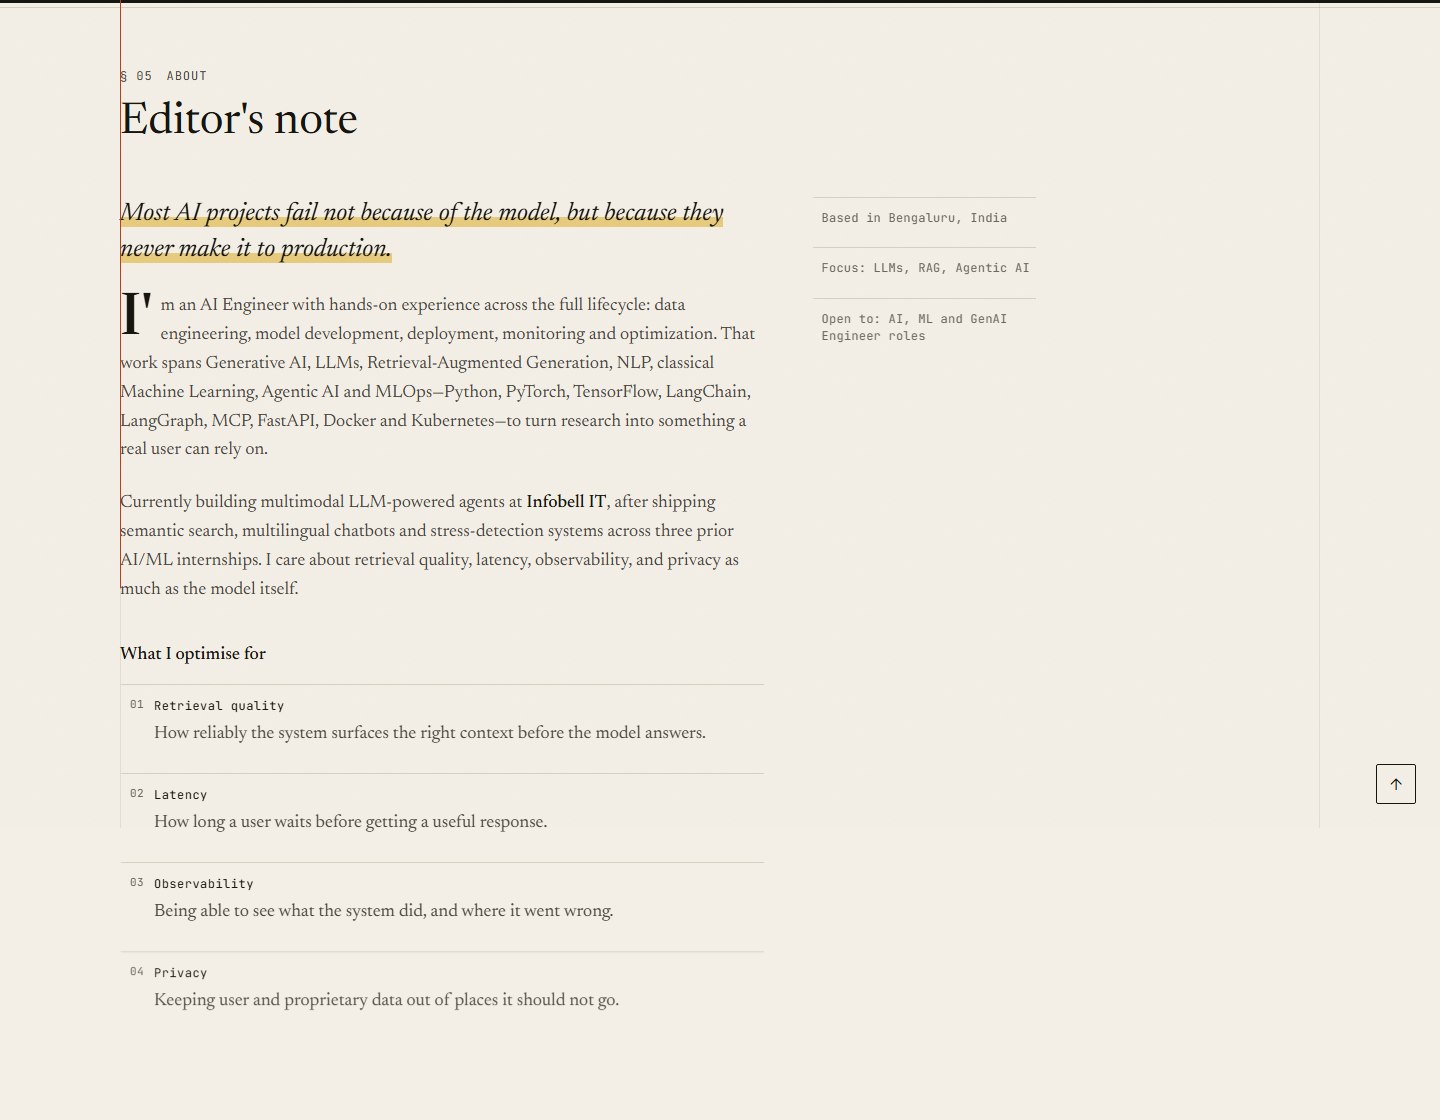 § 05 ABOUT
Editor's note
Most AI projects fail not because of the model, but because they
never make it to production.
I'm an AI Engineer with hands-on experience across the full lifecycle: data
engineering, model development, deployment, monitoring and optimization. That
work spans Generative AI, LLMs, Retrieval-Augmented Generation, NLP, classical
Machine Learning, Agentic AI and MLOps—Python, PyTorch, TensorFlow, LangChain,
LangGraph, MCP, FastAPI, Docker and Kubernetes—to turn research into something a
real user can rely on.
Currently building multimodal LLM-powered agents at Infobell IT, after shipping
semantic search, multilingual chatbots and stress-detection systems across three prior
AI/ML internships. I care about retrieval quality, latency, observability, and privacy as
much as the model itself.
What I optimise for
01 Retrieval quality
How reliably the system surfaces the right context before the model answers.
02 Latency
How long a user waits before getting a useful response.
03 Observability
Being able to see what the system did, and where it went wrong.
04 Privacy
Keeping user and proprietary data out of places it should not go.
Based in Bengaluru, India
Focus: LLMs, RAG, Agentic AI
Open to: AI, ML and GenAI
Engineer roles
↑